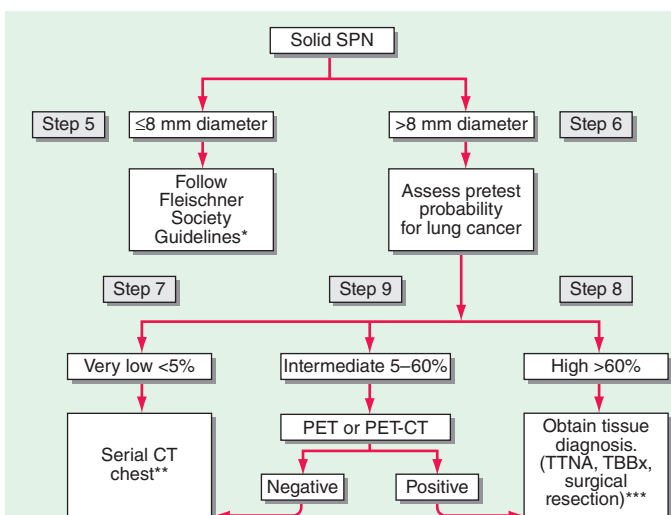 Solid SPN
Step 5
≤8 mm diameter
>8 mm diameter
Step 6
Follow
Fleischner
Society
Guidelines*
Assess pretest
probability
for lung cancer
Step 7
Step 9
Step 8
Very low <5%
Intermediate 5–60%
High >60%
Serial CT
chest**
PET or PET-CT
Obtain tissue
diagnosis.
(TTNA, TBBx,
surgical
resection)***
Negative
Positive